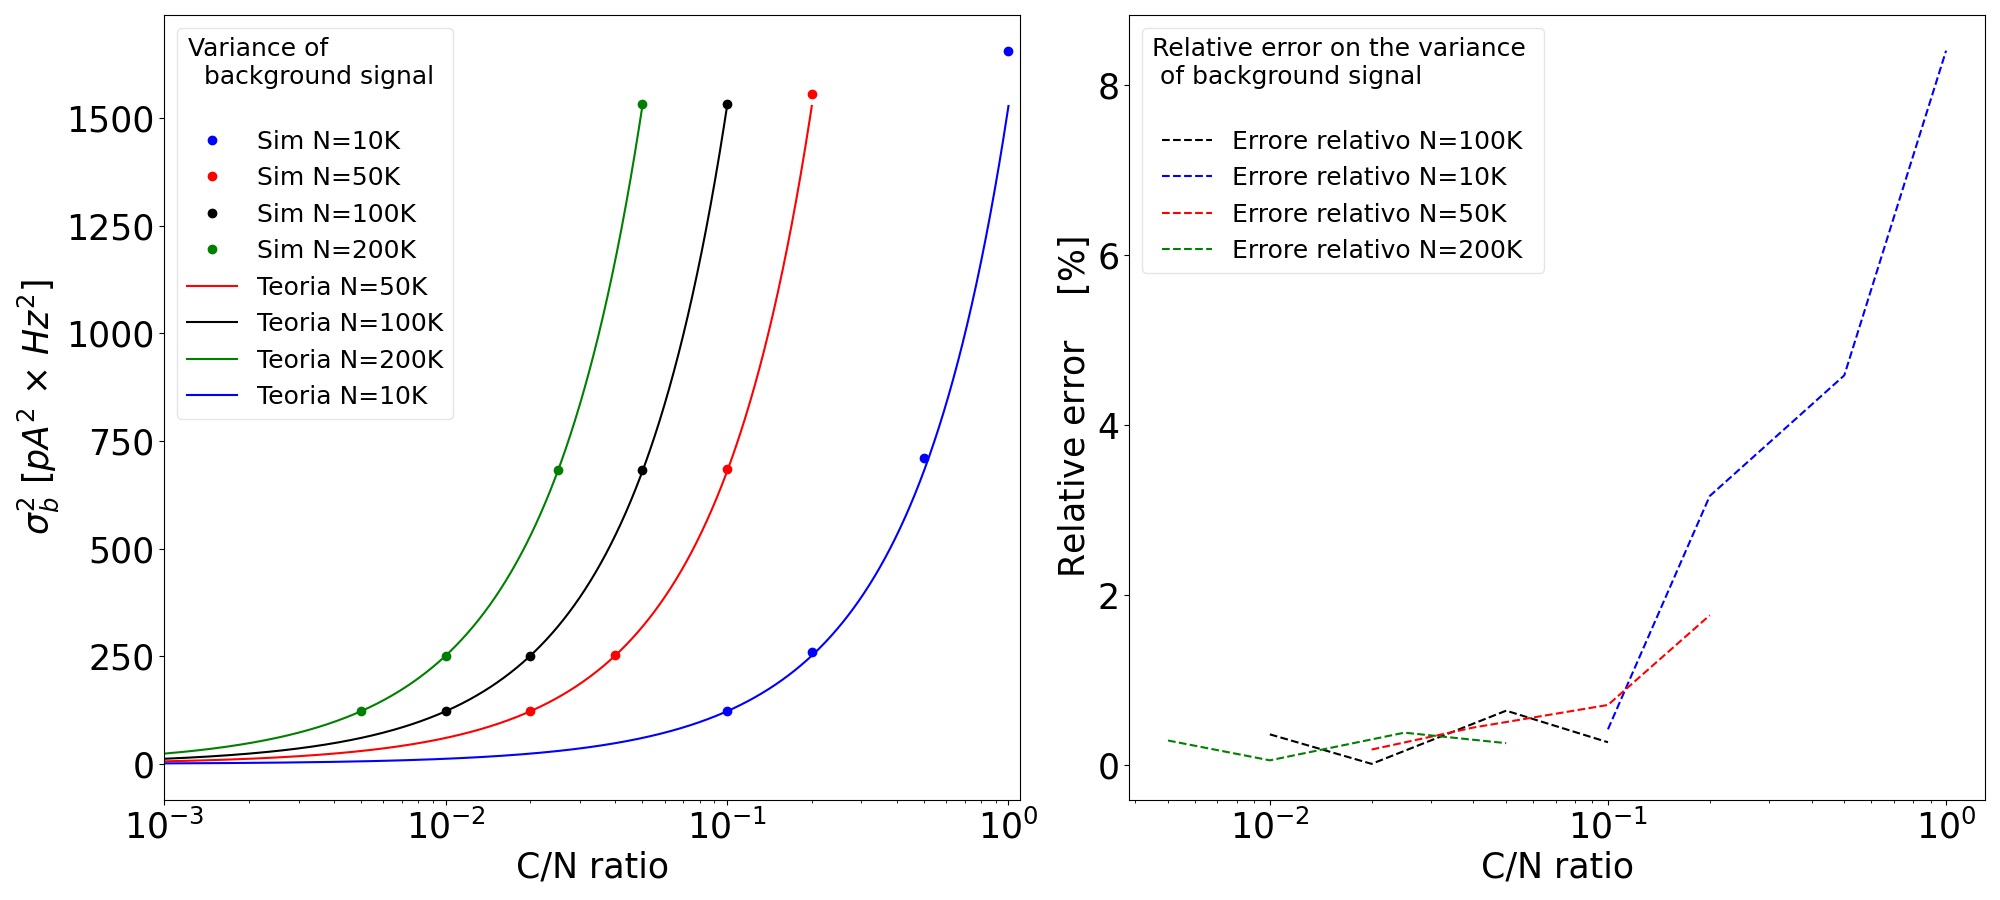 Variance of
background signal
Sim N=10K
Sim N=50K
Sim N=100K
Sim N=200K
Teoria N=50K
Teoria N=100K
Teoria N=200K
Teoria N=10K
1500
1250
1000
750
500
250
0
σ_b^2 [pA^2 × Hz^2]
10^−3 10^−2 10^−1 10^0
C/N ratio
Relative error on the variance
of background signal
Errore relativo N=100K
Errore relativo N=10K
Errore relativo N=50K
Errore relativo N=200K
8
6
4
2
0
Relative error [%]
10^−2 10^−1 10^0
C/N ratio